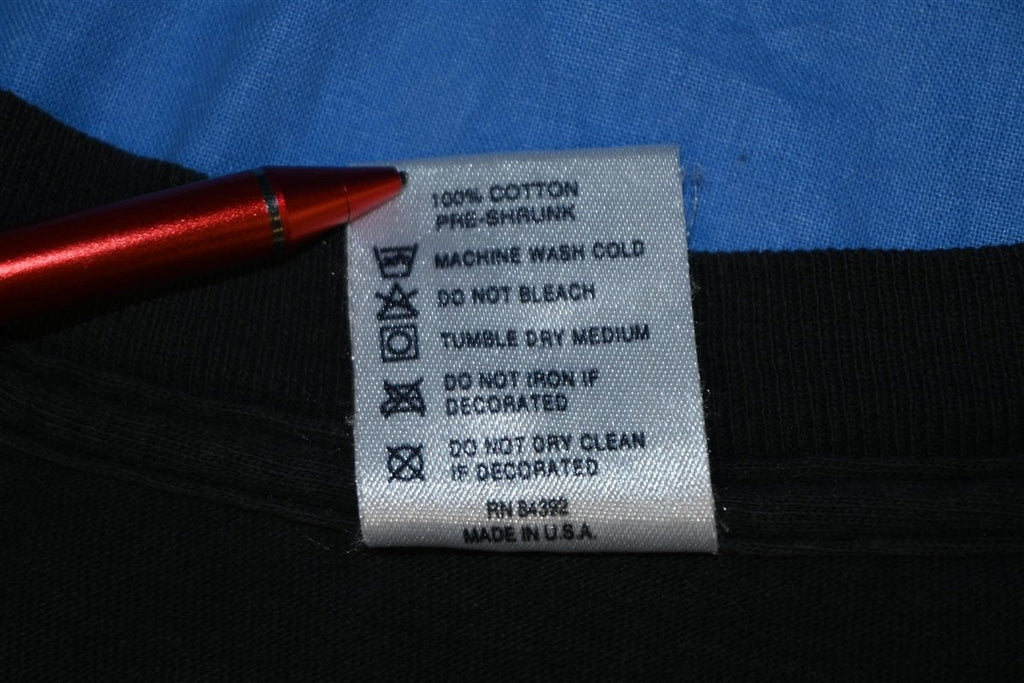 100% COTTON
PRE-SHRUNK
MACHINE WASH COLD
DO NOT BLEACH
TUMBLE DRY MEDIUM
DO NOT IRON IF
DECORATED
DO NOT DRY CLEAN
IF DECORATED
RN 84392
MADE IN U.S.A.